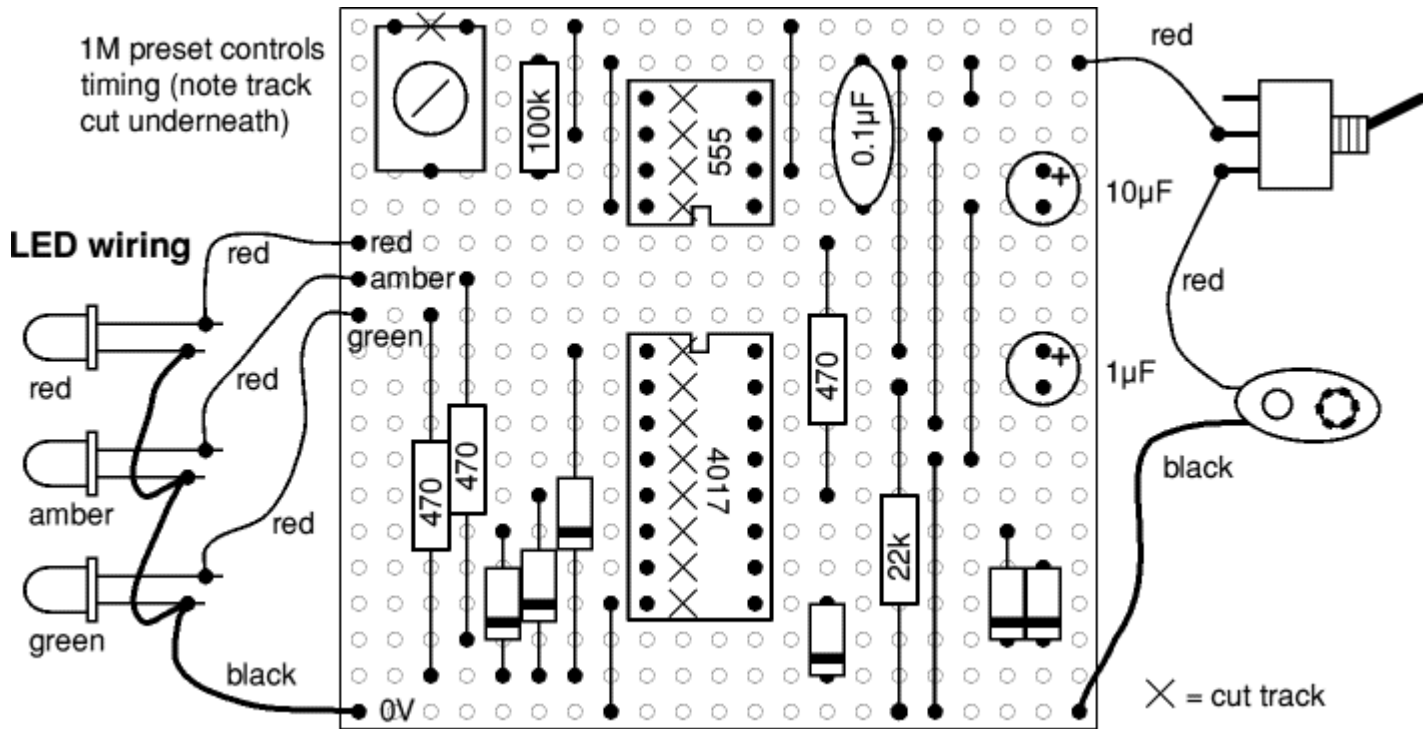 1M preset controls
timing (note track
cut underneath)
100k
555
0.1µF
red
10µF
LED wiring
red
red
amber
green
red
red
1µF
red
470
470
470
4017
22k
black
amber
red
green
black
0V
X = cut track